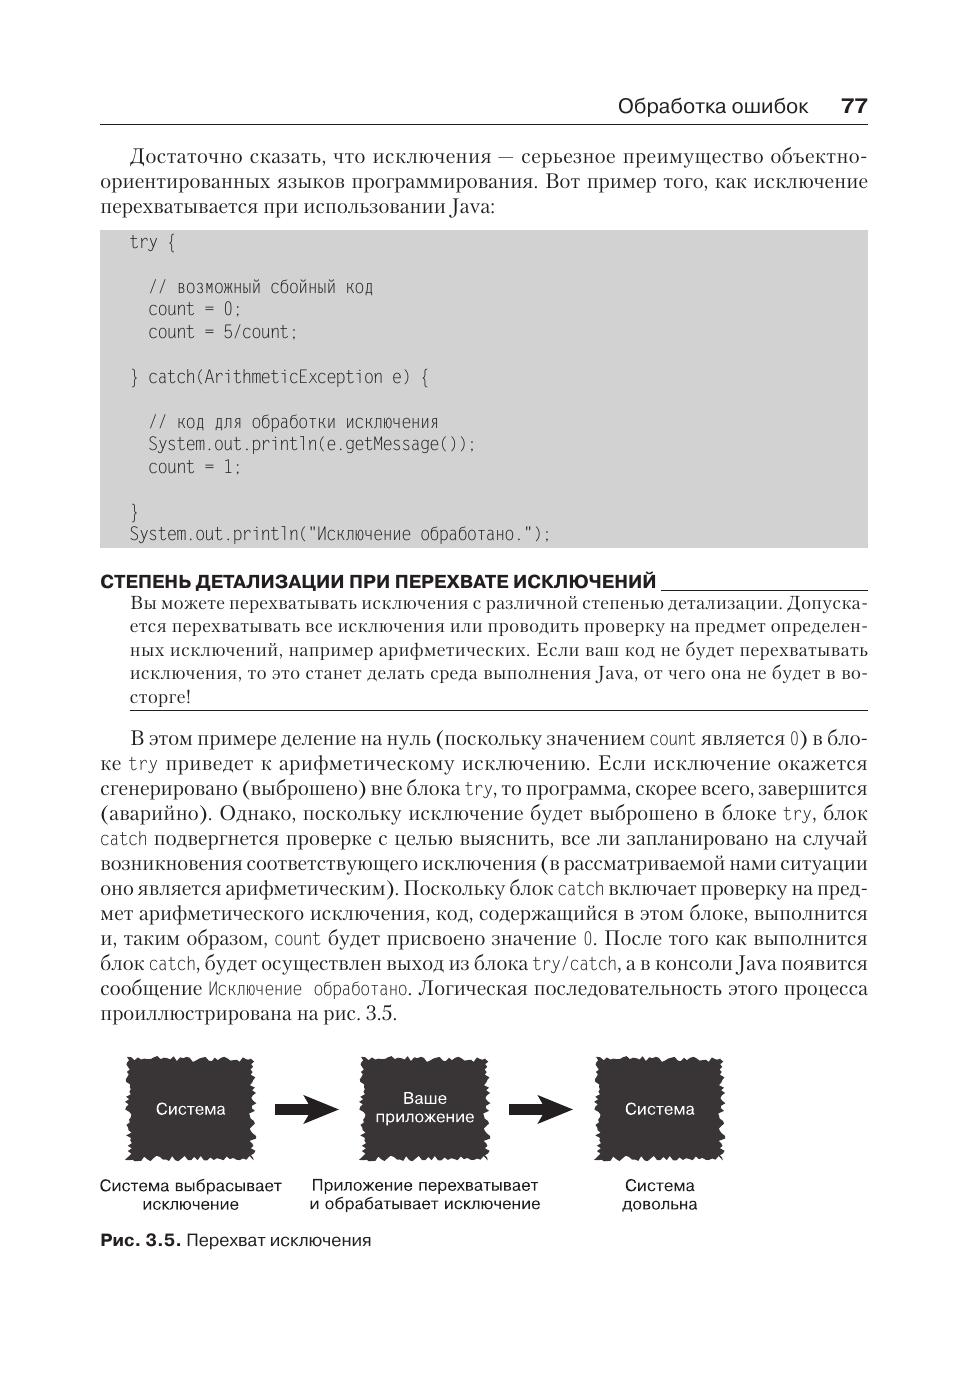 Обработка ошибок 77
Достаточно сказать, что исключения — серьезное преимущество объектно-
ориентированных языков программирования. Вот пример того, как исключение
перехватывается при использовании Java:
try {
// возможный сбойный код
count = 0;
count = 5/count;
} catch(ArithmeticException e) {
// код для обработки исключения
System.out.println(e.getMessage());
count = 1;
}
System.out.println("Исключение обработано.");
СТЕПЕНЬ ДЕТАЛИЗАЦИИ ПРИ ПЕРЕХВАТЕ ИСКЛЮЧЕНИЙ
Вы можете перехватывать исключения с различной степенью детализации. Допуска-
ется перехватывать все исключения или проводить проверку на предмет определен-
ных исключений, например арифметических. Если ваш код не будет перехватывать
исключения, то это станет делать среда выполнения Java, от чего она не будет в во-
сторге!
В этом примере деление на нуль (поскольку значением count является 0) в бло-
ке try приведет к арифметическому исключению. Если исключение окажется
сгенерировано (выброшено) вне блока try, то программа, скорее всего, завершится
(аварийно). Однако, поскольку исключение будет выброшено в блоке try, блок
catch подвергнется проверке с целью выяснить, все ли запланировано на случай
возникновения соответствующего исключения (в рассматриваемой нами ситуации
оно является арифметическим). Поскольку блок catch включает проверку на пред-
мет арифметического исключения, код, содержащийся в этом блоке, выполнится
и, таким образом, count будет присвоено значение 0. После того как выполнится
блок catch, будет осуществлен выход из блока try/catch, а в консоли Java появится
сообщение Исключение обработано. Логическая последовательность этого процесса
проиллюстрирована на рис. 3.5.
Система
Ваше
приложение
Система
Система выбрасывает
исключение
Приложение перехватывает
и обрабатывает исключение
Система
довольна
Рис. 3.5. Перехват исключения